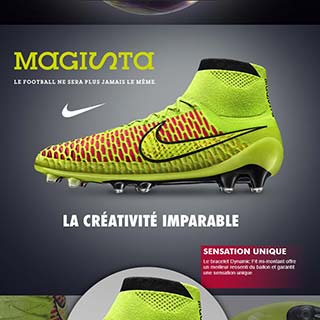 MAGISTA
LE FOOTBALL NE SERA PLUS JAMAIS LE MÊME.
LA CRÉATIVITÉ IMPARABLE
SENSATION UNIQUE
Le bracelet Dynamic Fit mi-montant offre
un meilleur ressenti du ballon et garantit
une sensation unique